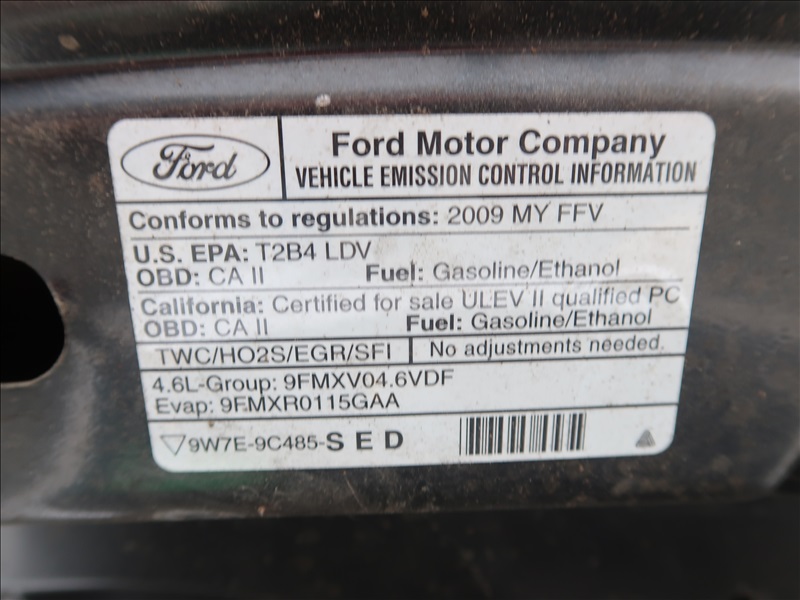 Ford
Ford Motor Company
VEHICLE EMISSION CONTROL INFORMATION
Conforms to regulations: 2009 MY FFV
U.S. EPA: T2B4 LDV
OBD: CA II Fuel: Gasoline/Ethanol
California: Certified for sale ULEV II qualified PC
OBD: CA II Fuel: Gasoline/Ethanol
TWC/HO2S/EGR/SFI No adjustments needed.
4.6L-Group: 9FMXV04.6VDF
Evap: 9FMXR0115GAA
9W7E-9C485-S E D